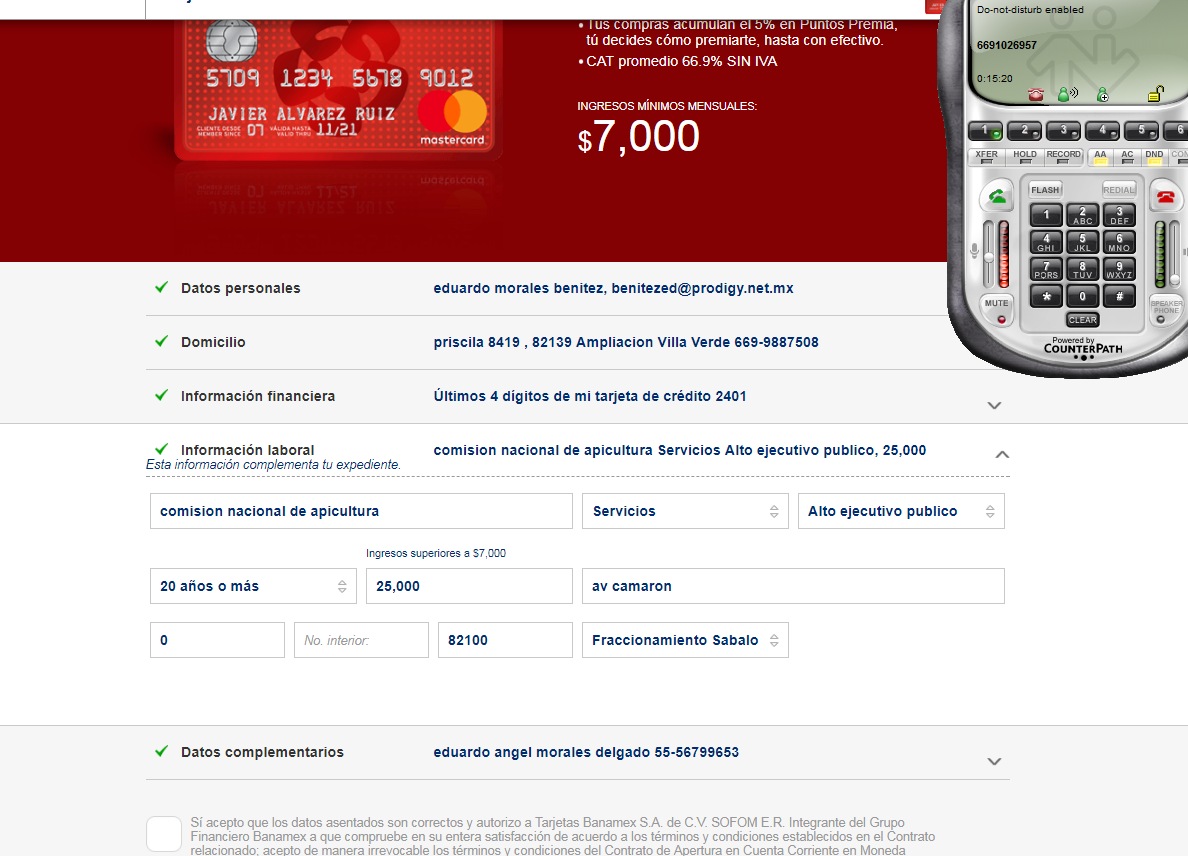 • Tus compras acumulan el 5% en Puntos Premia,
tú decides cómo premiarte, hasta con efectivo.
• CAT promedio 66.9% SIN IVA
INGRESOS MÍNIMOS MENSUALES:
$7,000
5709 1234 5678 9012
JAVIER ALVAREZ RUIZ
CLIENTE DESDE
MEMBER SINCE
07
VÁLIDA HASTA
VALID THRU
11/21
mastercard
Do-not-disturb enabled
6691026957
0:15:20
1 2 3 4 5 6
XFER HOLD RECORD AA AC DND CON
FLASH REDIAL
1 2 ABC 3 DEF
4 GHI 5 JKL 6 MNO
7 PQRS 8 TUV 9 WXYZ
* 0 #
MUTE
SPEAKER
PHONE
CLEAR
Powered by
COUNTERPATH
Datos personales eduardo morales benitez, benitezed@prodigy.net.mx
Domicilio priscila 8419 , 82139 Ampliacion Villa Verde 669-9887508
Información financiera Últimos 4 dígitos de mi tarjeta de crédito 2401
Información laboral comision nacional de apicultura Servicios Alto ejecutivo publico, 25,000
Esta información complementa tu expediente.
comision nacional de apicultura Servicios Alto ejecutivo publico
Ingresos superiores a $7,000
20 años o más 25,000 av camaron
0 No. interior: 82100 Fraccionamiento Sabalo
Datos complementarios eduardo angel morales delgado 55-56799653
Sí acepto que los datos asentados son correctos y autorizo a Tarjetas Banamex S.A. de C.V. SOFOM E.R. Integrante del Grupo
Financiero Banamex a que compruebe en su entera satisfacción de acuerdo a los términos y condiciones establecidos en el Contrato
relacionado; acepto de manera irrevocable los términos y condiciones del Contrato de Apertura en Cuenta Corriente en Moneda